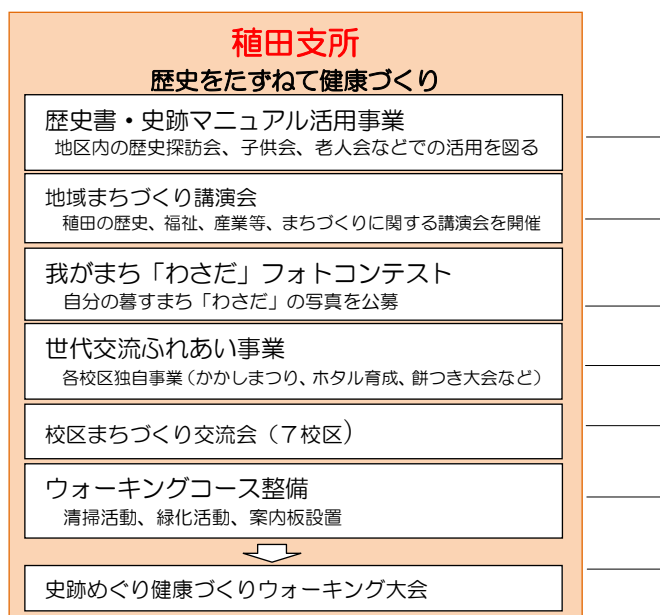 稙田支所
歴史をたずねて健康づくり
歴史書・史跡マニュアル活用事業
地区内の歴史探訪会、子供会、老人会などでの活用を図る
地域まちづくり講演会
稙田の歴史、福祉、産業等、まちづくりに関する講演会を開催
我がまち「わさだ」フォトコンテスト
自分の暮すまち「わさだ」の写真を公募
世代交流ふれあい事業
各校区独自事業（かかしまつり、ホタル育成、餅つき大会など）
校区まちづくり交流会（７校区）
ウォーキングコース整備
清掃活動、緑化活動、案内板設置
史跡めぐり健康づくりウォーキング大会